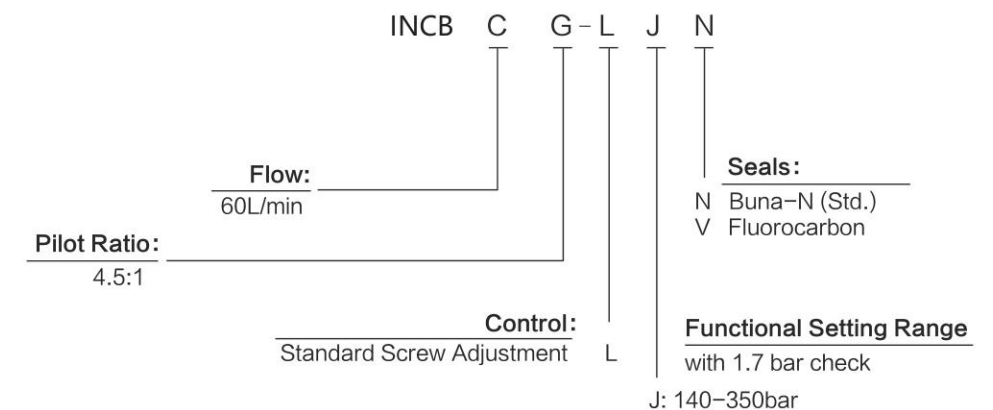 INCB C G-L J N
Flow:
60L/min
Pilot Ratio:
4.5:1
Seals:
N Buna-N (Std.)
V Fluorocarbon
Control:
Standard Screw Adjustment L
Functional Setting Range
with 1.7 bar check
J: 140-350bar